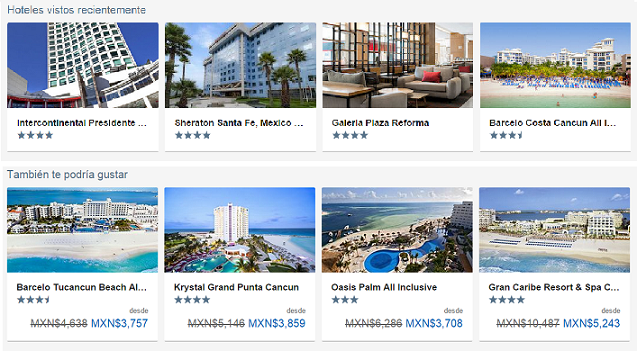 Hoteles vistos recientemente
Intercontinental Presidente ...
Sheraton Santa Fe, Mexico ...
Galeria Plaza Reforma
Barcelo Costa Cancun All I...
También te podría gustar
Barcelo Tucancun Beach Al...
Krystal Grand Punta Cancun
Oasis Palm All Inclusive
Gran Caribe Resort & Spa C...
desde
MXN$4,638 MXN$3,757
desde
MXN$5,146 MXN$3,859
desde
MXN$6,286 MXN$3,708
desde
MXN$10,487 MXN$5,243